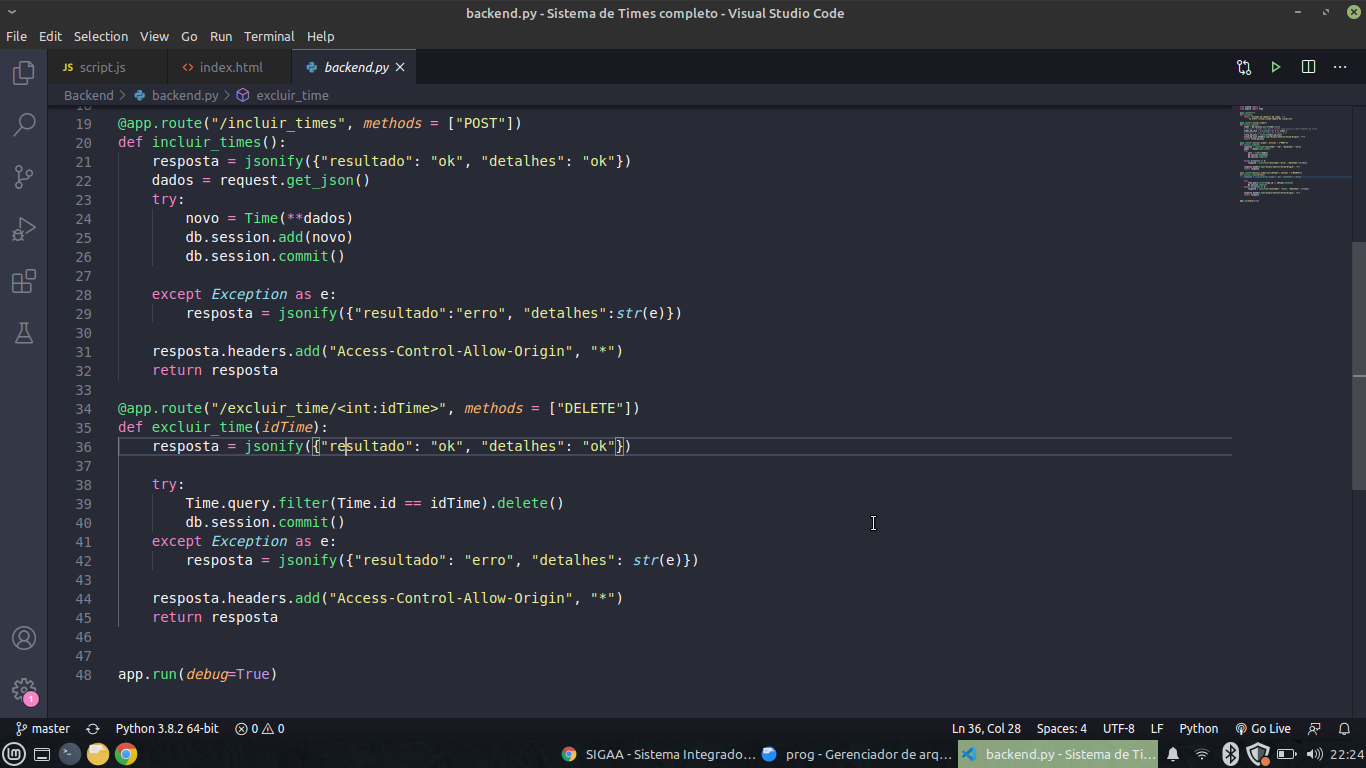 backend.py - Sistema de Times completo - Visual Studio Code
File Edit Selection View Go Run Terminal Help
JS script.js <> index.html backend.py
Backend > backend.py > excluir_time
18
19 @app.route("/incluir_times", methods = ["POST"])
20 def incluir_times():
21 resposta = jsonify({"resultado": "ok", "detalhes": "ok"})
22 dados = request.get_json()
23 try:
24 novo = Time(**dados)
25 db.session.add(novo)
26 db.session.commit()
27
28 except Exception as e:
29 resposta = jsonify({"resultado":"erro", "detalhes":str(e)})
30
31 resposta.headers.add("Access-Control-Allow-Origin", "*")
32 return resposta
33
34 @app.route("/excluir_time/<int:idTime>", methods = ["DELETE"])
35 def excluir_time(idTime):
36 resposta = jsonify({"resultado": "ok", "detalhes": "ok"})
37
38 try:
39 Time.query.filter(Time.id == idTime).delete()
40 db.session.commit()
41 except Exception as e:
42 resposta = jsonify({"resultado": "erro", "detalhes": str(e)})
43
44 resposta.headers.add("Access-Control-Allow-Origin", "*")
45 return resposta
46
47
48 app.run(debug=True)
1
master Python 3.8.2 64-bit 0 0 Ln 36, Col 28 Spaces: 4 UTF-8 LF Python Go Live
SIGAA - Sistema Integrado... prog - Gerenciador de arq... backend.py - Sistema de Ti... 22:24